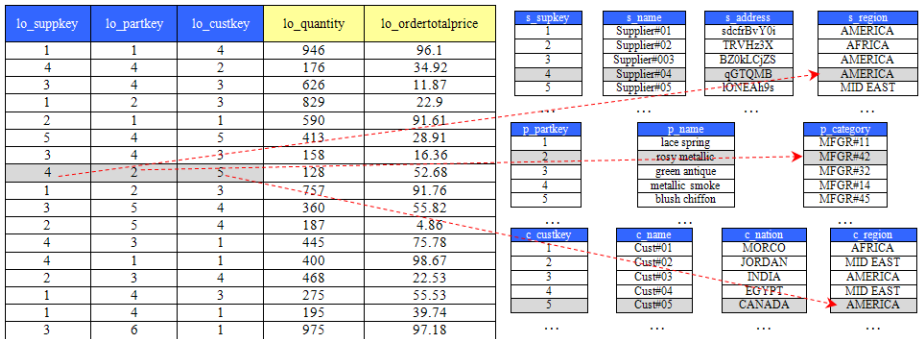 lo_suppkey lo_partkey lo_custkey lo_quantity lo_ordertotalprice
1 1 4 946 96.1
4 4 2 176 34.92
3 4 3 626 11.87
1 2 3 829 22.9
2 1 1 590 91.61
5 4 5 413 28.91
3 4 3 158 16.36
4 2 5 128 52.68
1 2 3 757 91.76
3 5 4 360 55.82
2 5 4 187 4.86
4 3 1 445 75.78
4 1 1 400 98.67
2 3 4 468 22.53
1 4 3 275 55.53
1 4 1 195 39.74
3 6 1 975 97.18
s_supkey s_name s_address s_region
1 Supplier#01 sdcfrBvY0i AMERICA
2 Supplier#02 TRVHz3X AFRICA
3 Supplier#003 BZ0kLCjZS AMERICA
4 Supplier#04 qGTQMB AMERICA
5 Supplier#05 lONEAh9s MID EAST
... ... ... ...
p_partkey p_name p_category
1 lace spring MFGR#11
2 rosy metallic MFGR#42
3 green antique MFGR#32
4 metallic smoke MFGR#14
5 blush chiffon MFGR#45
... ... ...
c_custkey c_name c_nation c_region
1 Cust#01 MORCO AFRICA
2 Cust#02 JORDAN MID EAST
3 Cust#03 INDIA AMERICA
4 Cust#04 EGYPT MID EAST
5 Cust#05 CANADA AMERICA
... ... ... ...